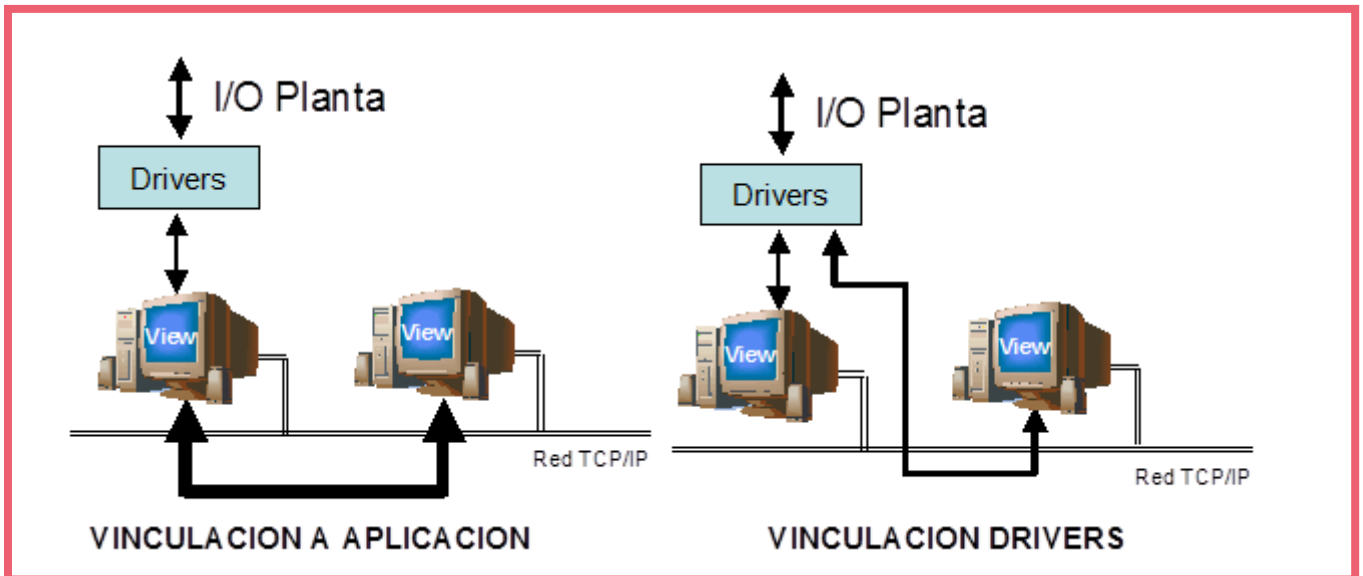 I/O Planta
Drivers
View
View
Red TCP/IP
VINCULACION A APLICACION
I/O Planta
Drivers
View
View
Red TCP/IP
VINCULACION DRIVERS